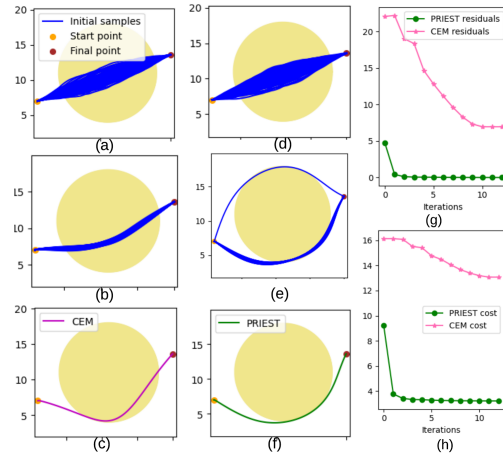 20
Initial samples
Start point
Final point
15
10
5
(a)
20
15
10
5
(d)
PRIEST residuals
CEM residuals
20
15
10
5
0
0
5
10
Iterations
(g)
15
10
5
(b)
15
10
5
(e)
20
CEM
15
10
5
(c)
20
PRIEST
15
10
5
(f)
16
14
12
10
8
6
4
PRIEST cost
CEM cost
0
5
10
Iterations
(h)